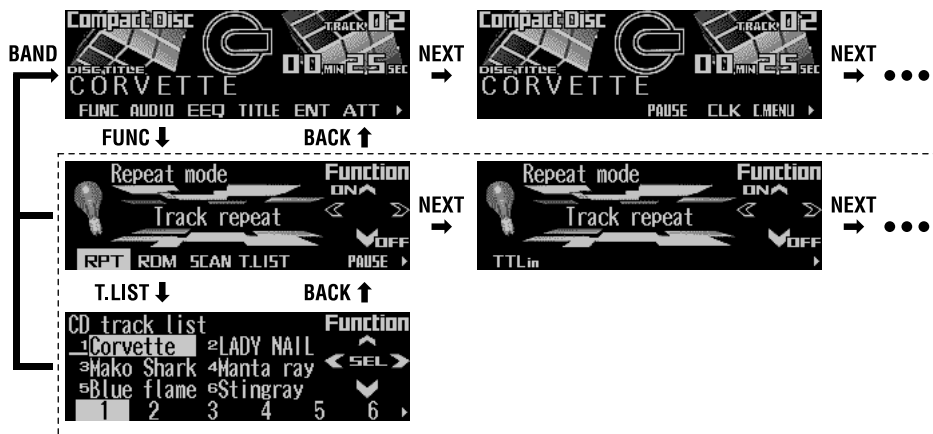 Compact Disc TRACK 02
DISC TITLE 00 MIN 25 SEC
CORVETTE
FUNC AUDIO EEQ TITLE ENT ATT
BAND
NEXT
Compact Disc TRACK 02
DISC TITLE 00 MIN 25 SEC
CORVETTE
PAUSE CLK C.MENU
NEXT
FUNC
BACK
Repeat mode Function
ON
Track repeat
OFF
RPT RDM SCAN T.LIST PAUSE
NEXT
Repeat mode Function
ON
Track repeat
OFF
TTLin
NEXT
T.LIST
BACK
CD track list Function
1Corvette 2LADY NAIL
SEL
3Mako Shark 4Manta ray
5Blue flame 6Stingray
1 2 3 4 5 6